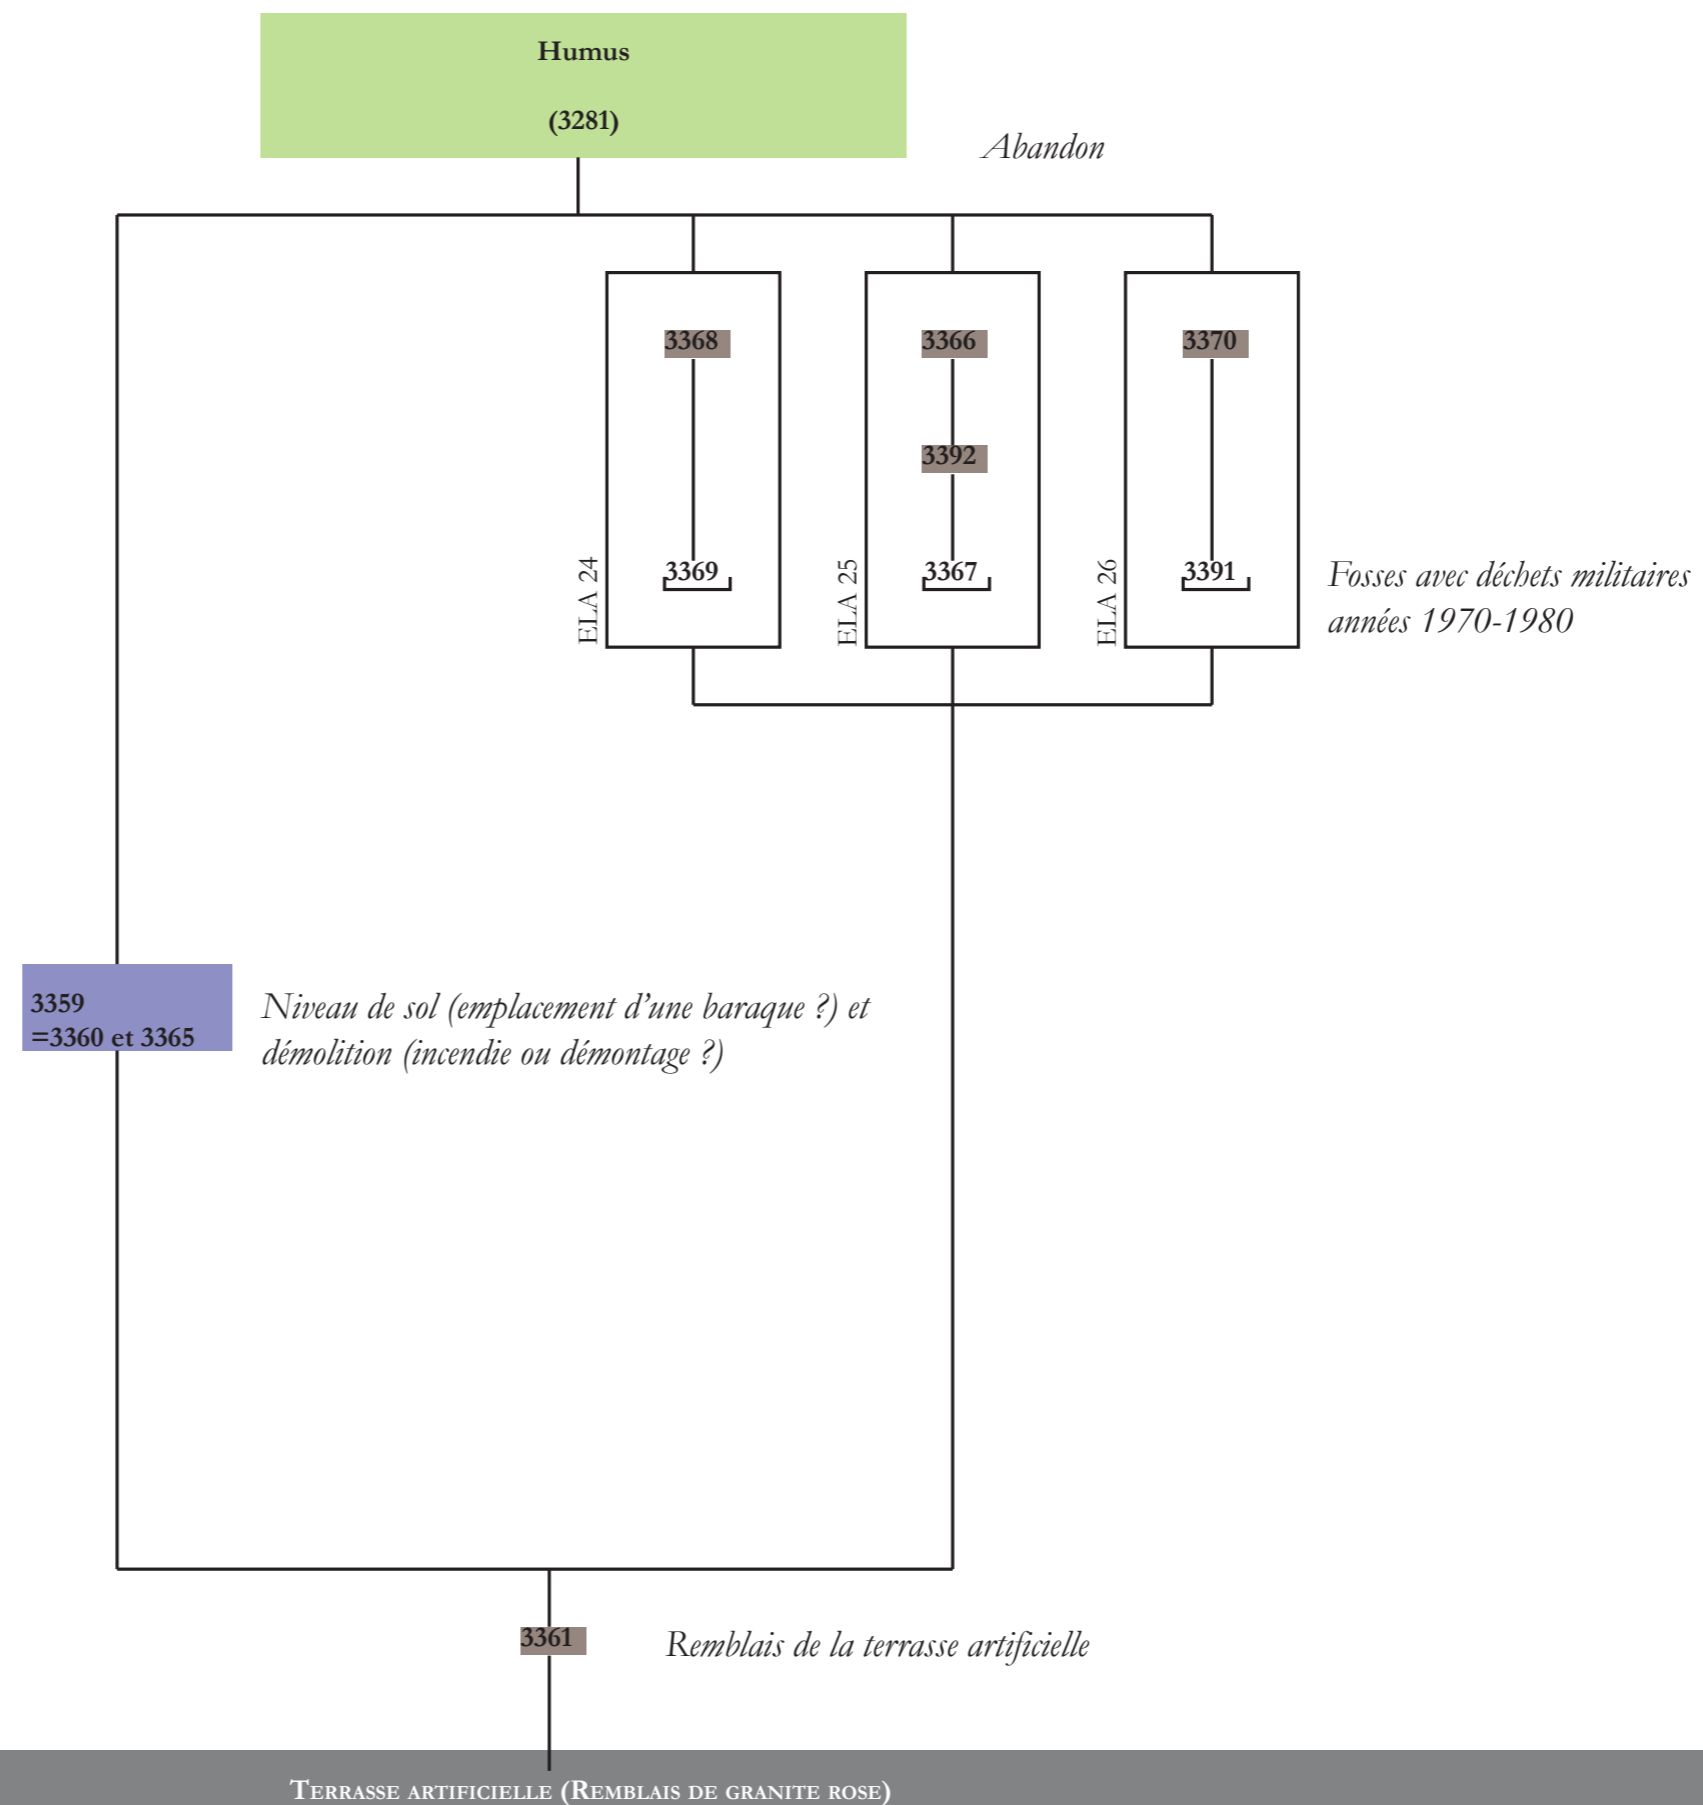 Humus
(3281)
Abandon
3368
3366
3370
3392
3369
3367
3391
ELA 24
ELA 25
ELA 26
Fosses avec déchets militaires
années 1970-1980
3359
=3360 et 3365
Niveau de sol (emplacement d'une baraque ?) et
démolition (incendie ou démontage ?)
3361
Remblais de la terrasse artificielle
Terrasse artificielle (Remblais de granite rose)